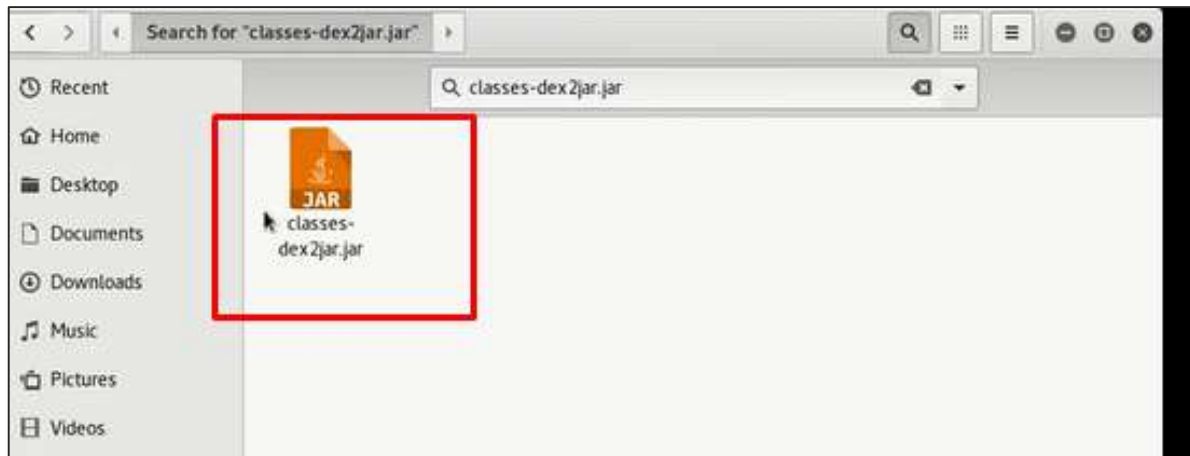 Search for "classes-dex2jar.jar"
classes-dex2jar.jar
Recent
Home
Desktop
Documents
Downloads
Music
Pictures
Videos
JAR
classes-
dex2jar.jar